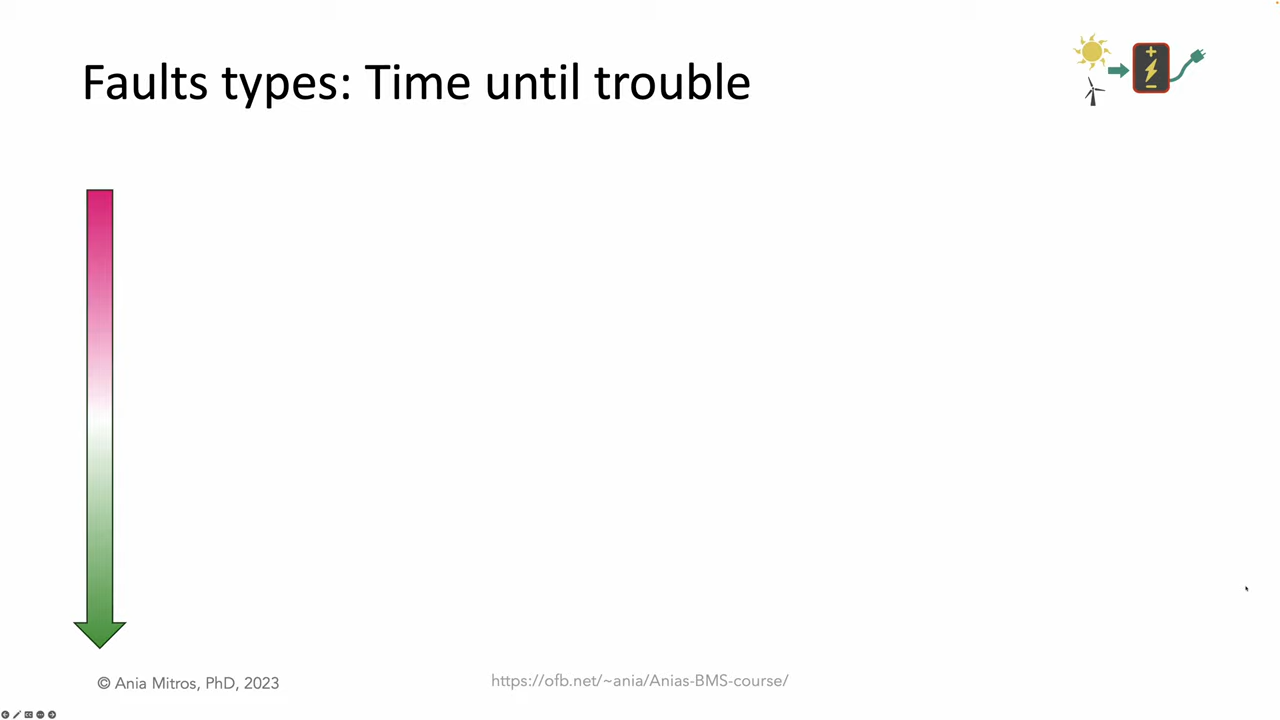 Faults types: Time until trouble
© Ania Mitros, PhD, 2023
https://ofb.net/~ania/Anias-BMS-course/